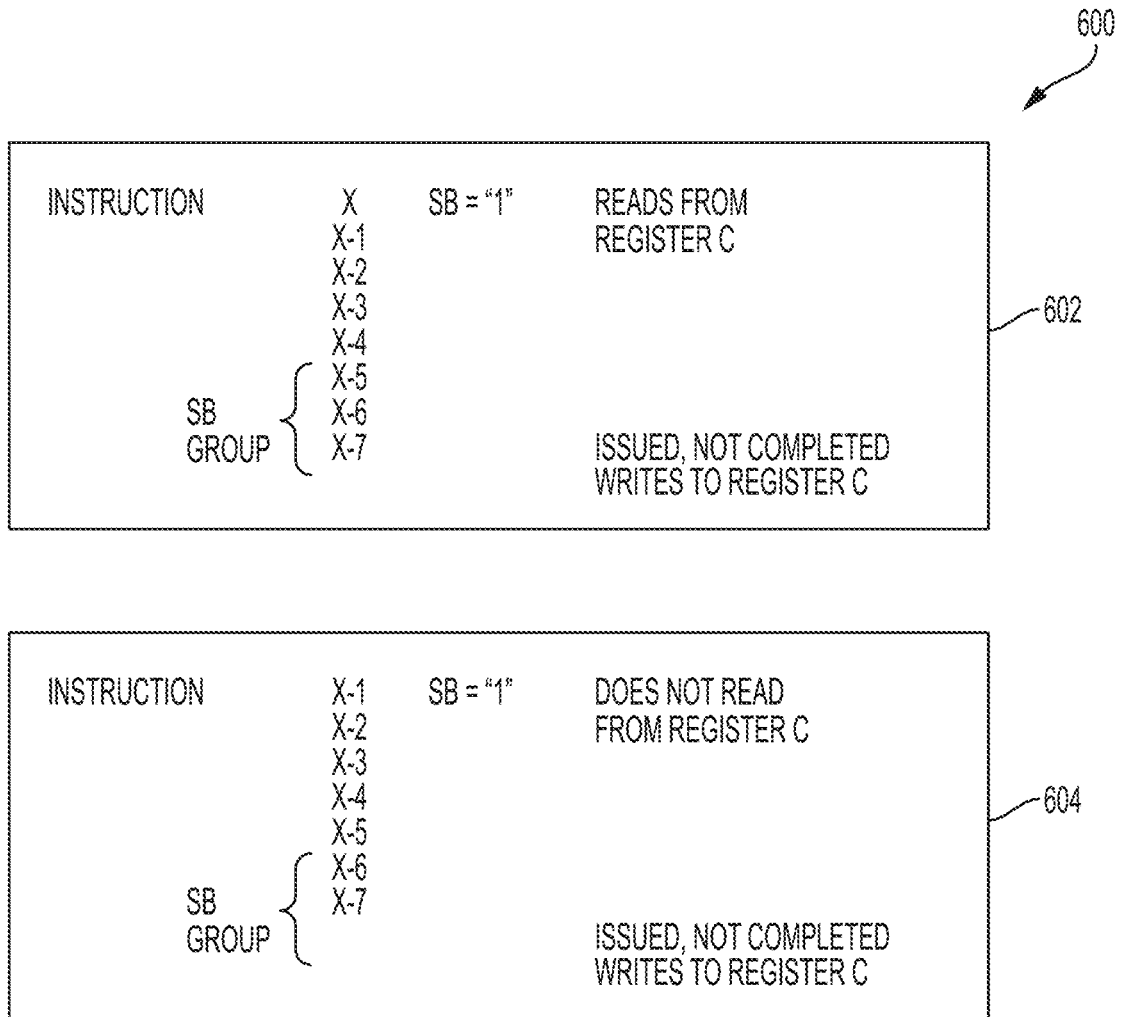 600
INSTRUCTION X SB = "1" READS FROM
X-1 REGISTER C
X-2
X-3
602
X-4
X-5
SB X-6
GROUP X-7 ISSUED, NOT COMPLETED
WRITES TO REGISTER C
INSTRUCTION X-1 SB = "1" DOES NOT READ
X-2 FROM REGISTER C
X-3
X-4
604
X-5
X-6
SB X-7
GROUP ISSUED, NOT COMPLETED
WRITES TO REGISTER C